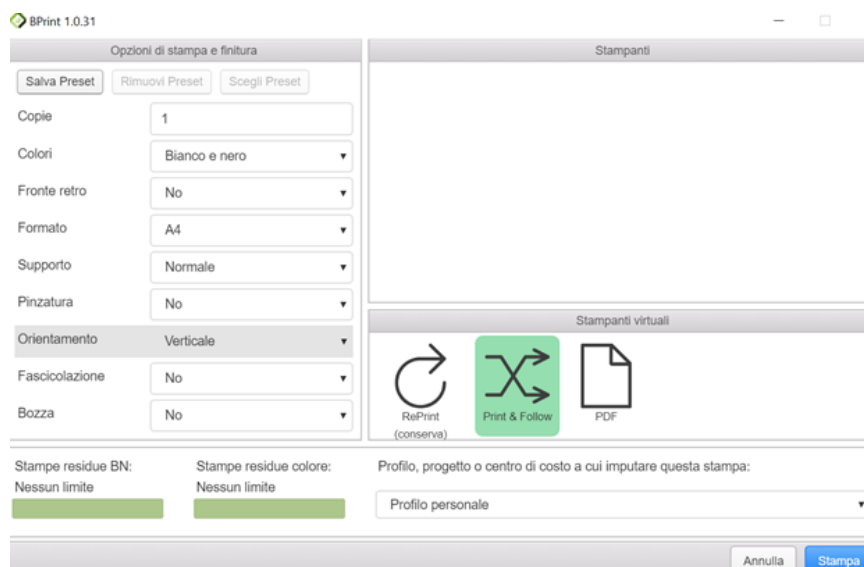 BPrint 1.0.31
Opzioni di stampa e finitura
Salva Preset Rimuovi Preset Scegli Preset
Copie 1
Colori Bianco e nero
Fronte retro No
Formato A4
Supporto Normale
Pinzatura No
Orientamento Verticale
Fascicolazione No
Bozza No
Stampanti
Stampanti virtuali
RePrint
(conserva)
Print & Follow
PDF
Stampe residue BN:
Nessun limite
Stampe residue colore:
Nessun limite
Profilo, progetto o centro di costo a cui imputare questa stampa:
Profilo personale
Annulla Stampa